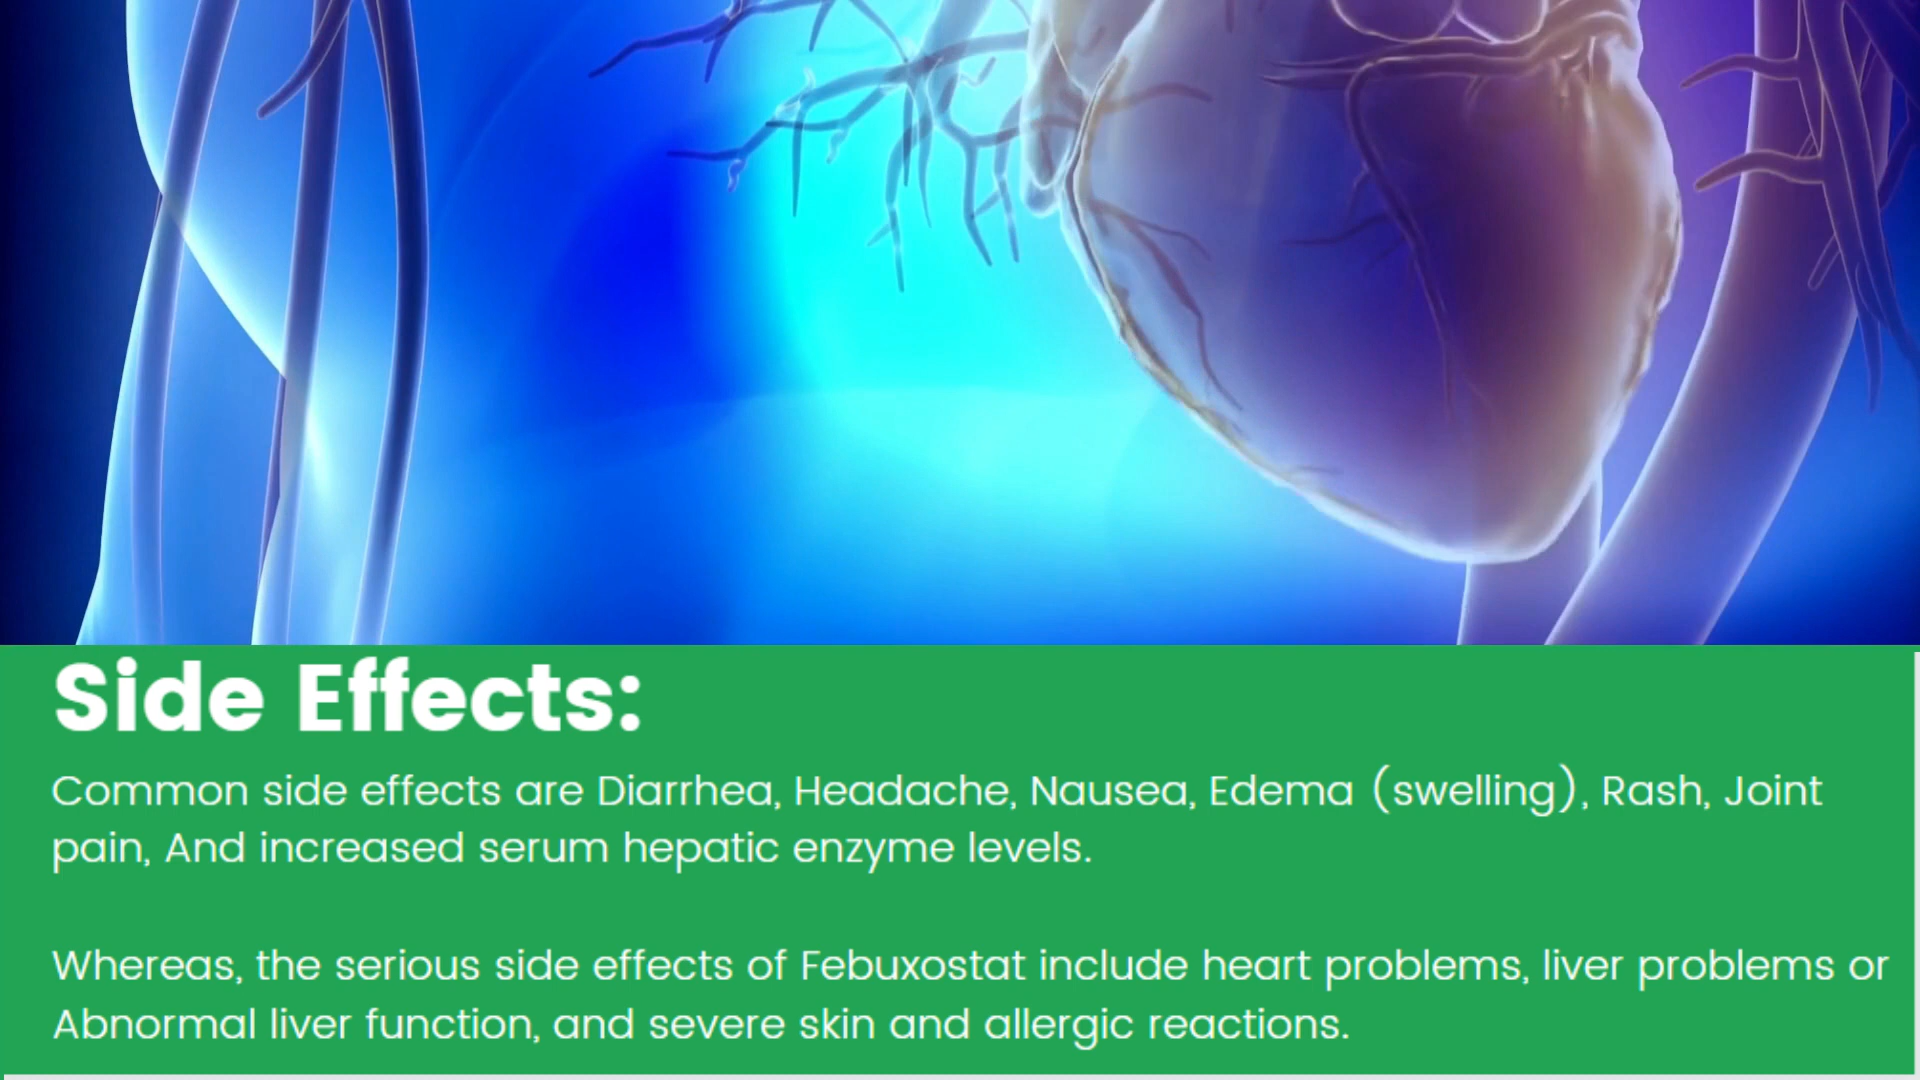 Side Effects:
Common side effects are Diarrhea, Headache, Nausea, Edema (swelling), Rash, Joint
pain, And increased serum hepatic enzyme levels.
Whereas, the serious side effects of Febuxostat include heart problems, liver problems or
Abnormal liver function, and severe skin and allergic reactions.